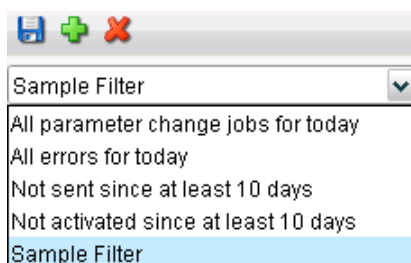 Sample Filter
All parameter change jobs for today
All errors for today
Not sent since at least 10 days
Not activated since at least 10 days
Sample Filter